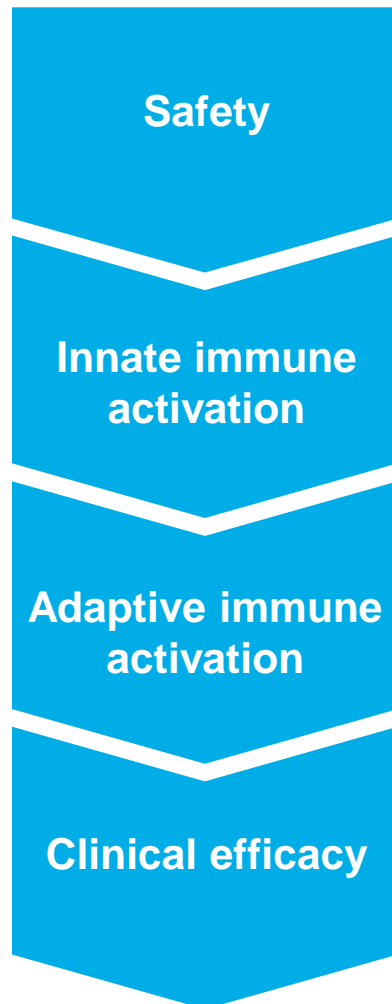 Safety
Innate immune
activation
Adaptive immune
activation
Clinical efficacy